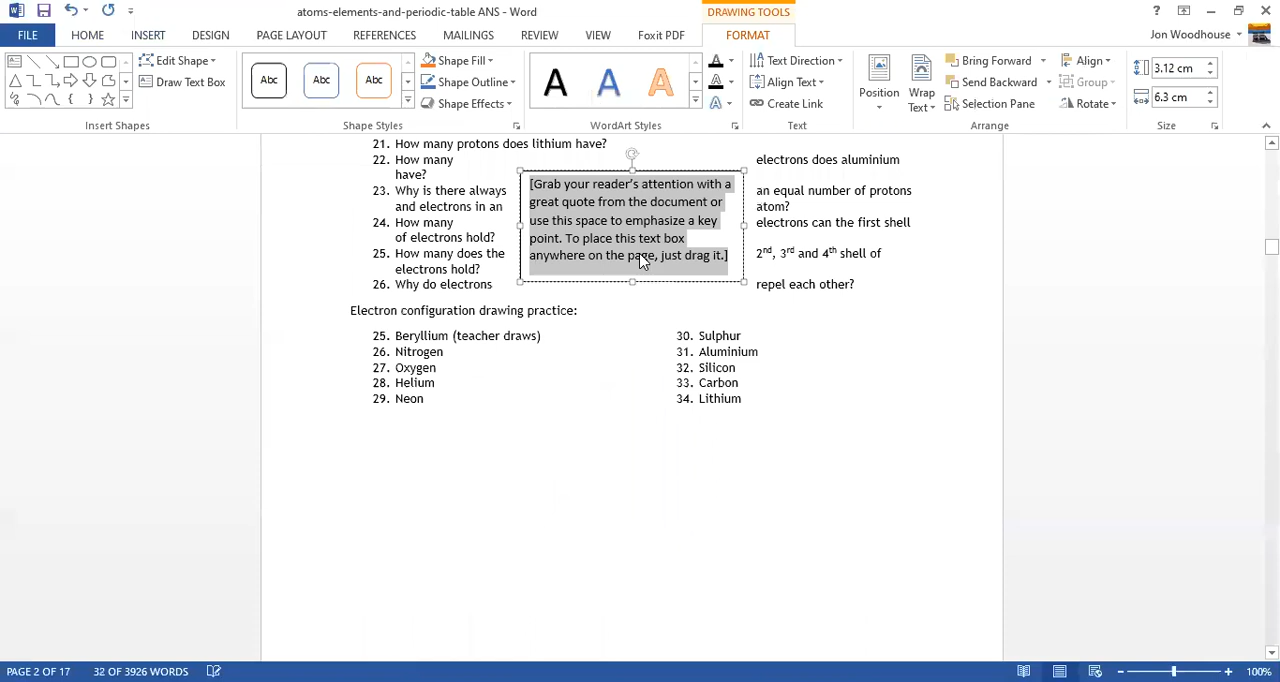 atoms-elements-and-periodic-table ANS - Word
DRAWING TOOLS
?
FILE
HOME
INSERT
DESIGN
PAGE LAYOUT
REFERENCES
MAILINGS
REVIEW
VIEW
Foxit PDF
FORMAT
Jon Woodhouse
Edit Shape
Draw Text Box
Insert Shapes
Abc
Abc
Abc
Shape Fill
Shape Outline
Shape Effects
Shape Styles
A
A
A
WordArt Styles
Text Direction
Align Text
Create Link
Text
Position
Wrap
Text
Bring Forward
Send Backward
Selection Pane
Align
Group
Rotate
Arrange
3.12 cm
6.3 cm
Size
21. How many protons does lithium have?
22. How many electrons does aluminium
have?
23. Why is there always an equal number of protons
and electrons in an atom?
24. How many electrons can the first shell
of electrons hold?
25. How many does the 2nd, 3rd and 4th shell of
electrons hold?
26. Why do electrons repel each other?
[Grab your reader's attention with a
great quote from the document or
use this space to emphasize a key
point. To place this text box
anywhere on the page, just drag it.]
Electron configuration drawing practice:
25. Beryllium (teacher draws)
26. Nitrogen
27. Oxygen
28. Helium
29. Neon
30. Sulphur
31. Aluminium
32. Silicon
33. Carbon
34. Lithium
PAGE 2 OF 17
32 OF 3926 WORDS
100%